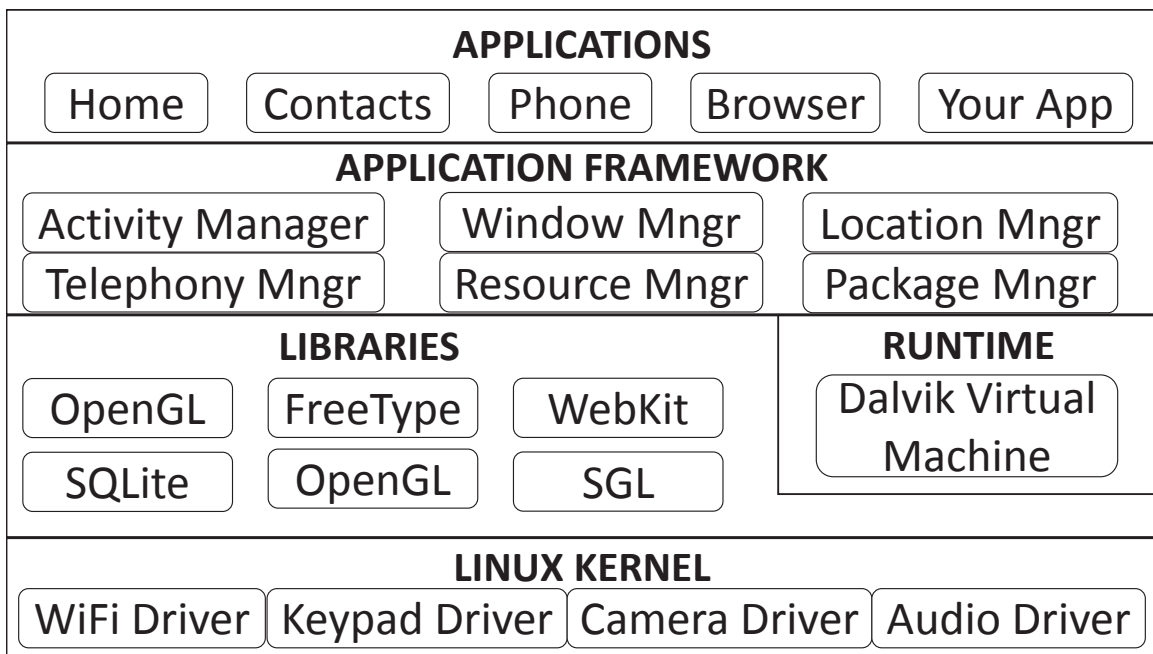 APPLICATIONS
Home Contacts Phone Browser Your App
APPLICATION FRAMEWORK
Activity Manager Window Mngr Location Mngr
Telephony Mngr Resource Mngr Package Mngr
LIBRARIES
OpenGL FreeType WebKit
SQLite OpenGL SGL
RUNTIME
Dalvik Virtual
Machine
LINUX KERNEL
WiFi Driver Keypad Driver Camera Driver Audio Driver